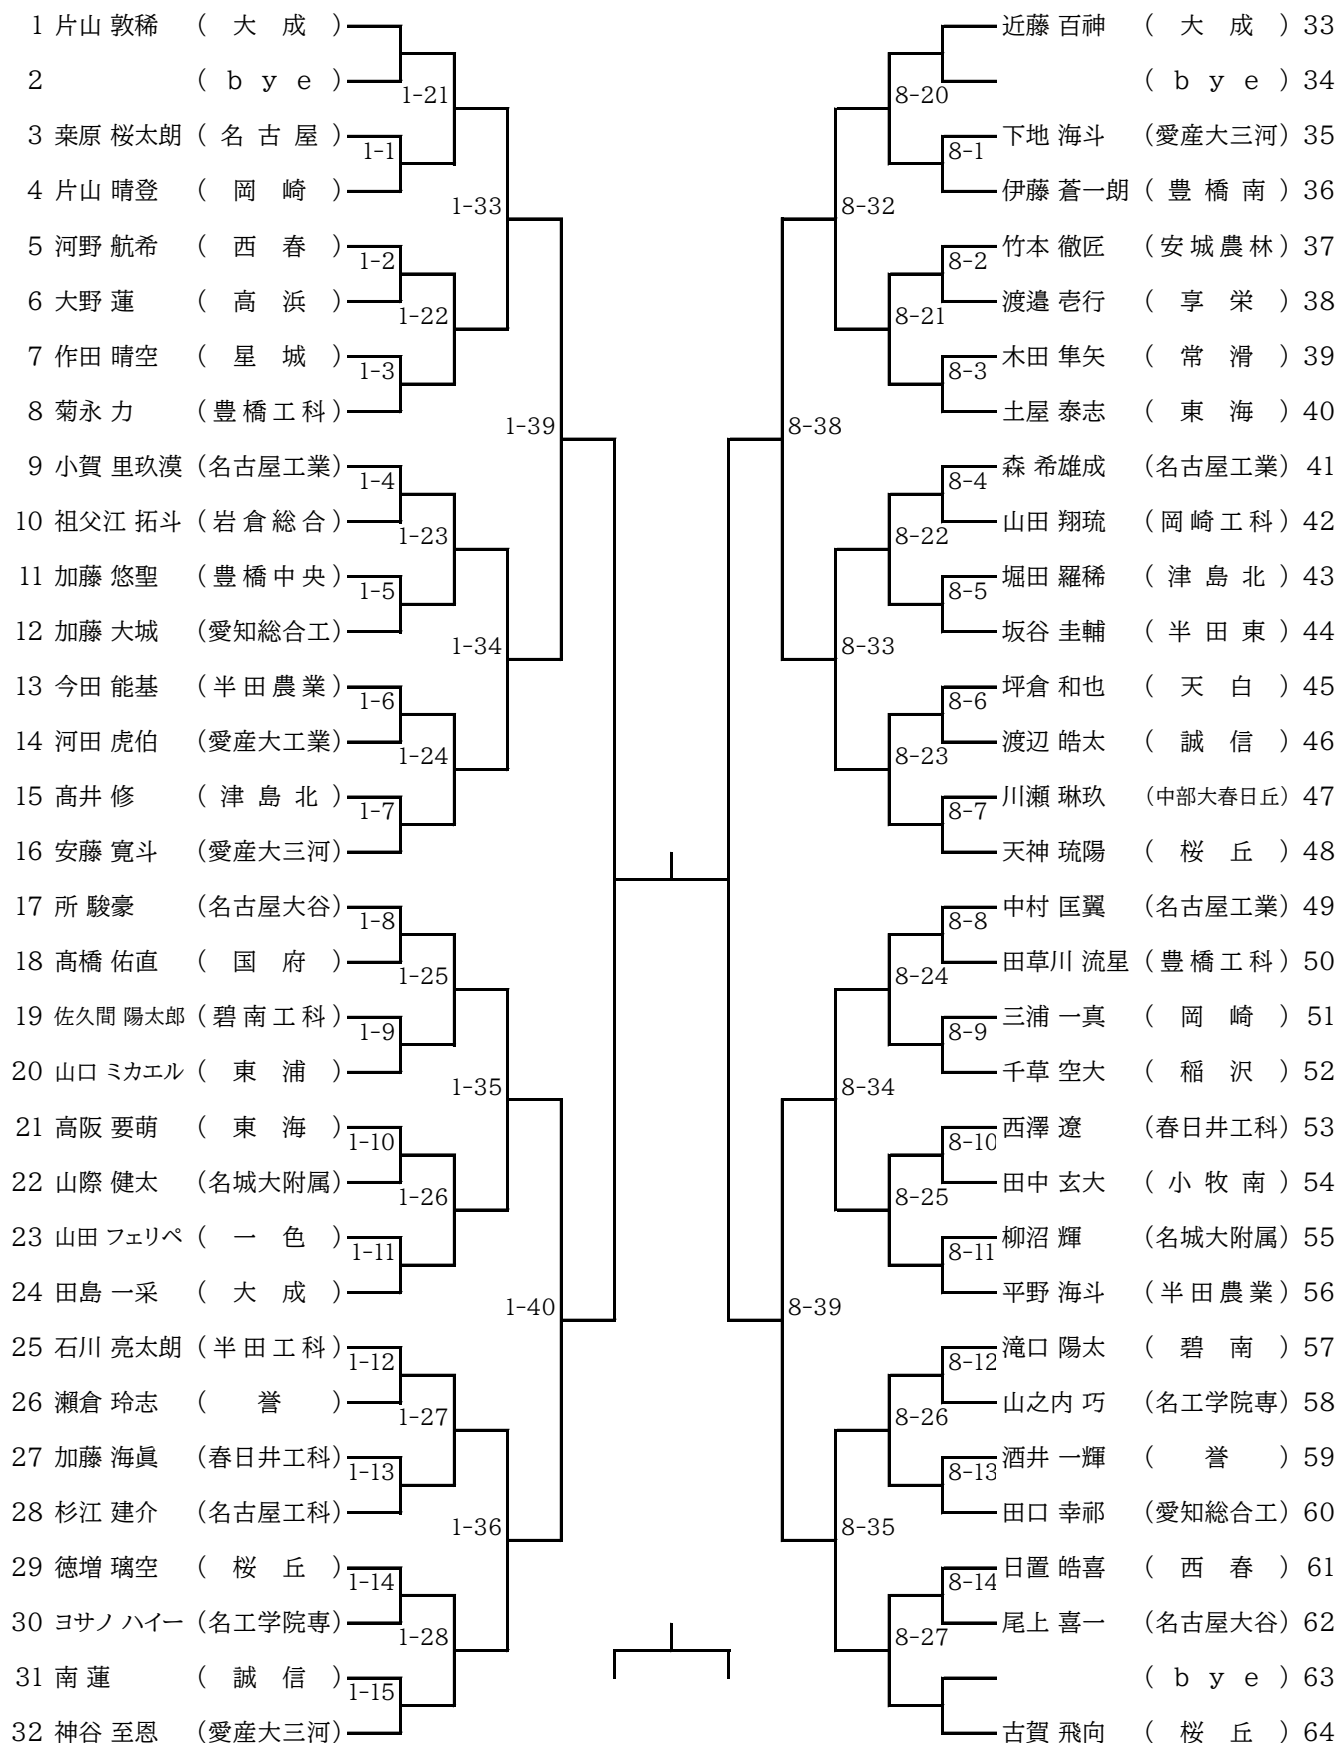 1 片山 敦稀 ( 大 成 )
2 ( b y e )
1-21
3 桒原 桜太朗 ( 名 古 屋 )
1-1
4 片山 晴登 ( 岡 崎 )
1-33
5 河野 航希 ( 西 春 )
1-2
6 大野 蓮 ( 高 浜 )
1-22
7 作田 晴空 ( 星 城 )
1-3
8 菊永 力 (豊橋工科)
1-39
9 小賀 里玖漠 (名古屋工業)
1-4
10 祖父江 拓斗 (岩倉総合)
1-23
11 加藤 悠聖 (豊橋中央)
1-5
12 加藤 大城 (愛知総合工)
1-34
13 今田 能基 (半田農業)
1-6
14 河田 虎伯 (愛産大工業)
1-24
15 髙井 修 ( 津 島 北 )
1-7
16 安藤 寛斗 (愛産大三河)
17 所 駿豪 (名古屋大谷)
1-8
18 髙橋 佑直 ( 国 府 )
1-25
19 佐久間 陽太郎 (碧南工科)
1-9
20 山口 ミカエル ( 東 浦 )
1-35
21 高阪 要萌 ( 東 海 )
1-10
22 山際 健太 (名城大附属)
1-26
23 山田 フェリペ ( 一 色 )
1-11
24 田島 一采 ( 大 成 )
1-40
25 石川 亮太朗 (半田工科)
1-12
26 瀬倉 玲志 ( 誉 )
1-27
27 加藤 海眞 (春日井工科)
1-13
28 杉江 建介 (名古屋工科)
1-36
29 徳増 璃空 ( 桜 丘 )
1-14
30 ヨサノ ハイー (名工学院専)
1-28
31 南 蓮 ( 誠 信 )
1-15
32 神谷 至恩 (愛産大三河)
近藤 百神 ( 大 成 ) 33
( b y e ) 34
8-20
下地 海斗 (愛産大三河) 35
8-1
伊藤 蒼一朗 ( 豊 橋 南 ) 36
8-32
竹本 徹匠 (安城農林) 37
8-2
渡邉 壱行 ( 享 栄 ) 38
8-21
木田 隼矢 ( 常 滑 ) 39
8-3
土屋 泰志 ( 東 海 ) 40
8-38
森 希雄成 (名古屋工業) 41
8-4
山田 翔琉 (岡崎工科) 42
8-22
堀田 羅稀 ( 津 島 北 ) 43
8-5
坂谷 圭輔 ( 半 田 東 ) 44
8-33
坪倉 和也 ( 天 白 ) 45
8-6
渡辺 皓太 ( 誠 信 ) 46
8-23
川瀬 琳玖 (中部大春日丘) 47
8-7
天神 琉陽 ( 桜 丘 ) 48
中村 匡翼 (名古屋工業) 49
8-8
田草川 流星 (豊橋工科) 50
8-24
三浦 一真 ( 岡 崎 ) 51
8-9
千草 空大 ( 稲 沢 ) 52
8-34
西澤 遼 (春日井工科) 53
8-10
田中 玄大 ( 小 牧 南 ) 54
8-25
柳沼 輝 (名城大附属) 55
8-11
平野 海斗 (半田農業) 56
8-39
滝口 陽太 ( 碧 南 ) 57
8-12
山之内 巧 (名工学院専) 58
8-26
酒井 一輝 ( 誉 ) 59
8-13
田口 幸祁 (愛知総合工) 60
8-35
日置 皓喜 ( 西 春 ) 61
8-14
尾上 喜一 (名古屋大谷) 62
8-27
( b y e ) 63
古賀 飛向 ( 桜 丘 ) 64